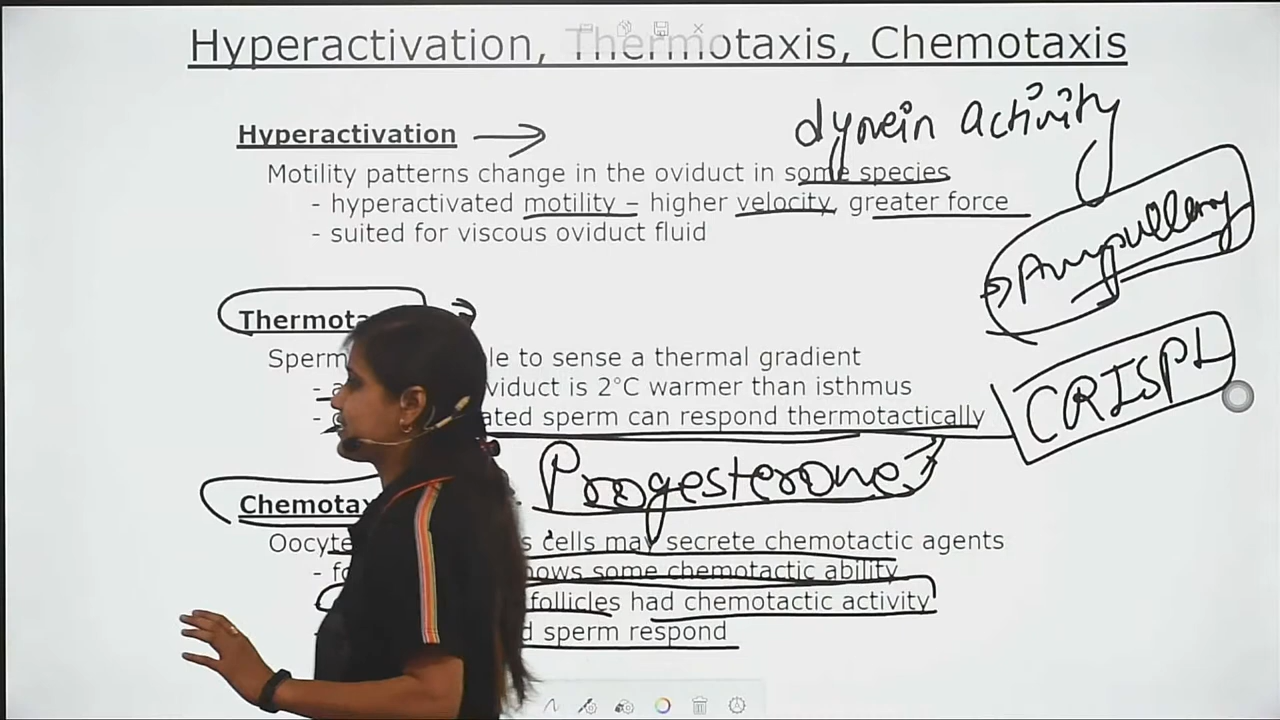 Hyperactivation, Thermotaxis, Chemotaxis
dynein activity
Hyperactivation →
Motility patterns change in the oviduct in some species
- hyperactivated motility – higher velocity, greater force
- suited for viscous oviduct fluid
→ Ampullary
Thermota
Sperm le to sense a thermal gradient
- viduct is 2°C warmer than isthmus
- ated sperm can respond thermotactically
CRISPL
Progesterone
Chemotax
Oocyte s cells may secrete chemotactic agents
- fo hows some chemotactic ability
follicles had chemotactic activity
d sperm respond